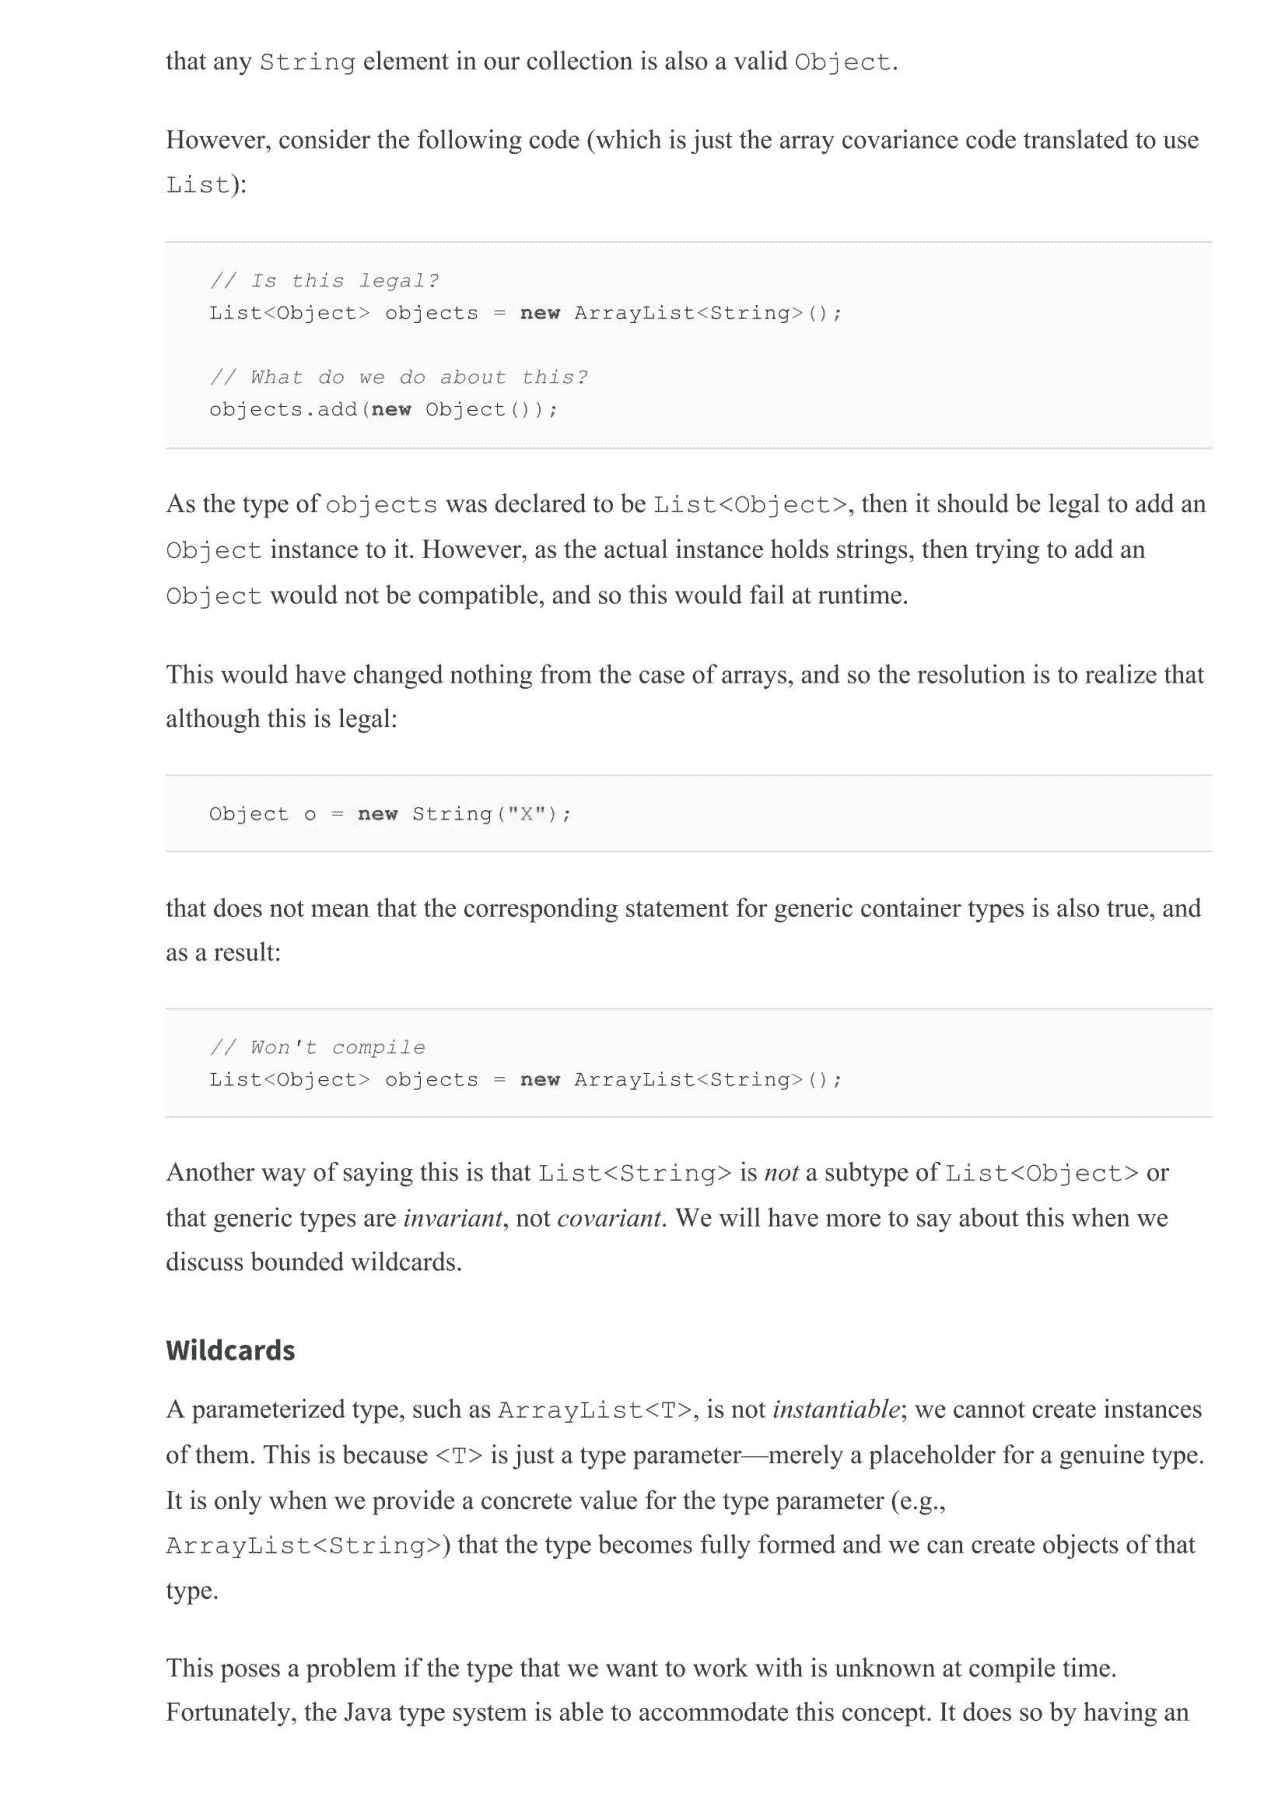 that any String element in our collection is also a valid Object.
However, consider the following code (which is just the array covariance code translated to use
List):
// Is this legal?
List<Object> objects = new ArrayList<String>();
// What do we do about this?
objects.add(new Object());
As the type of objects was declared to be List<Object>, then it should be legal to add an
Object instance to it. However, as the actual instance holds strings, then trying to add an
Object would not be compatible, and so this would fail at runtime.
This would have changed nothing from the case of arrays, and so the resolution is to realize that
although this is legal:
Object o = new String("X");
that does not mean that the corresponding statement for generic container types is also true, and
as a result:
// Won't compile
List<Object> objects = new ArrayList<String>();
Another way of saying this is that List<String> is not a subtype of List<Object> or
that generic types are invariant, not covariant. We will have more to say about this when we
discuss bounded wildcards.
Wildcards
A parameterized type, such as ArrayList<T>, is not instantiable; we cannot create instances
of them. This is because <T> is just a type parameter—merely a placeholder for a genuine type.
It is only when we provide a concrete value for the type parameter (e.g.,
ArrayList<String>) that the type becomes fully formed and we can create objects of that
type.
This poses a problem if the type that we want to work with is unknown at compile time.
Fortunately, the Java type system is able to accommodate this concept. It does so by having an